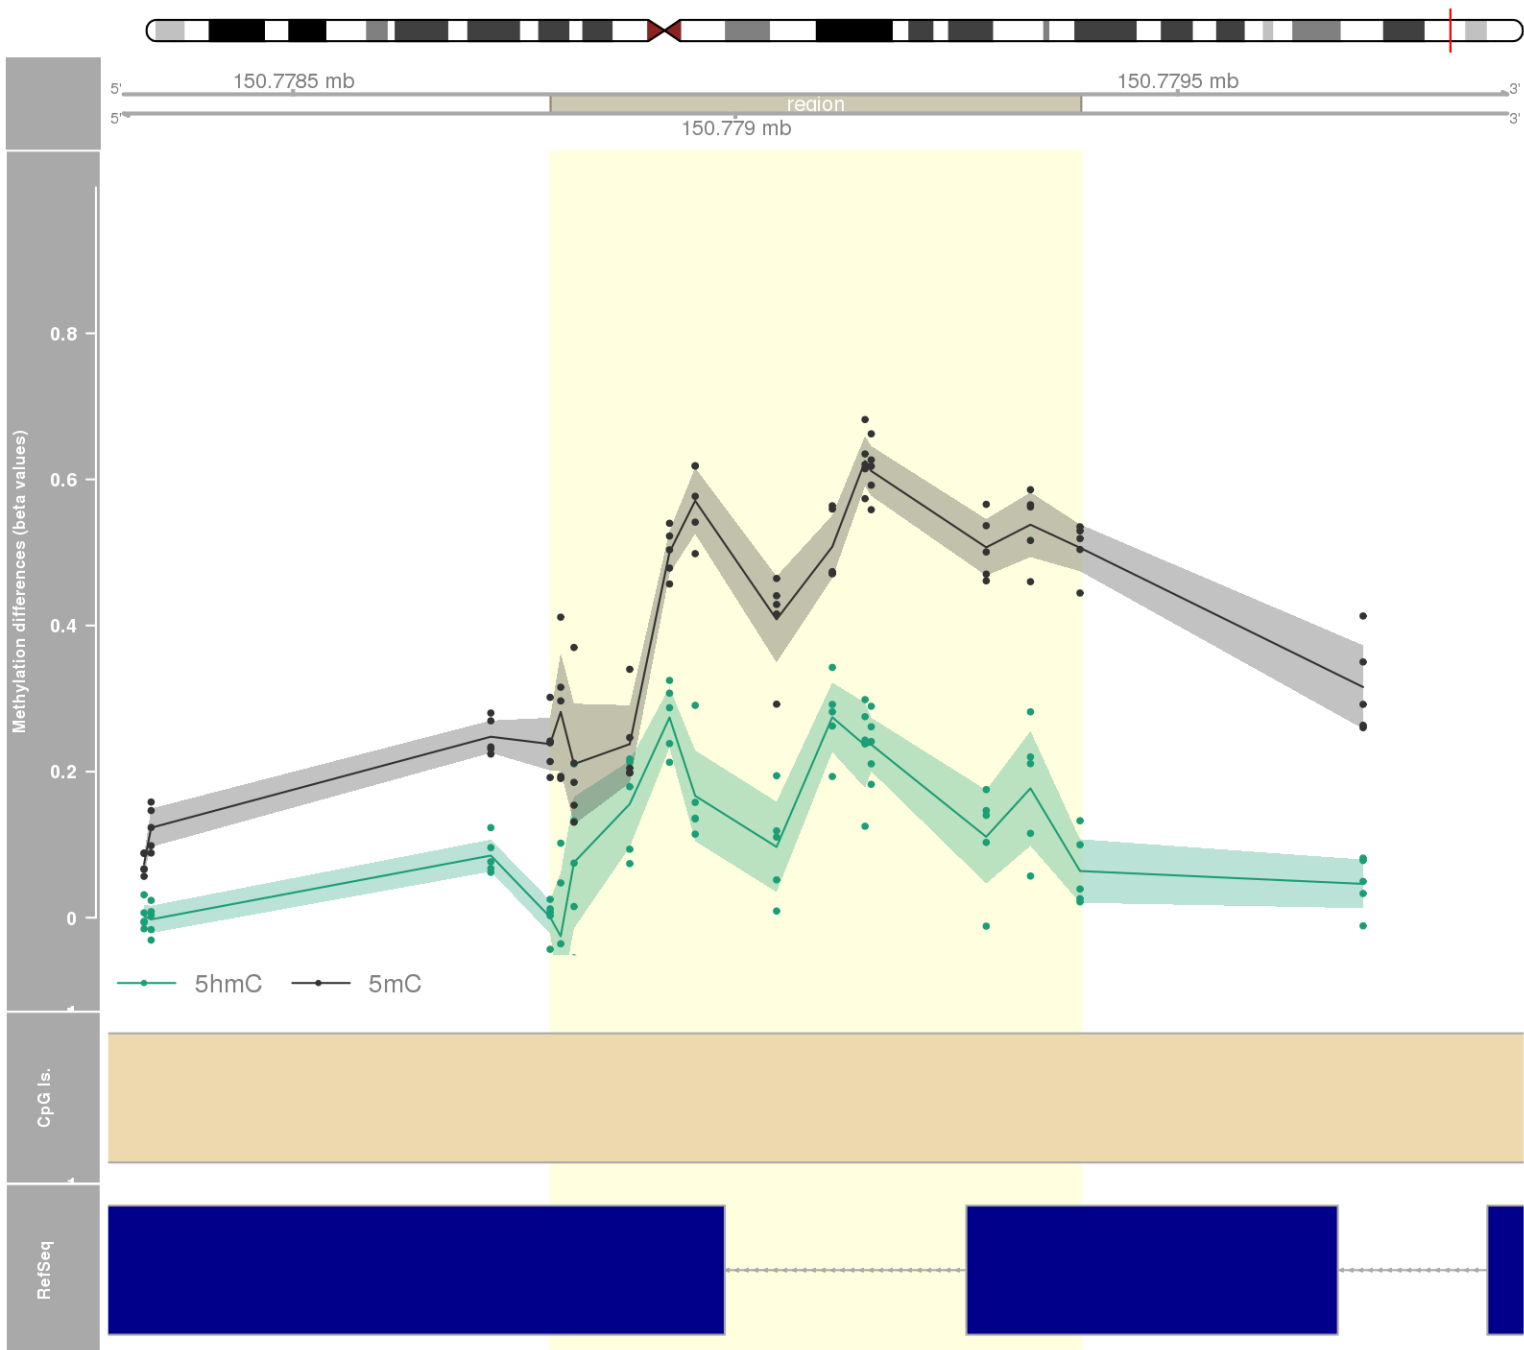 150.7785 mb
150.7795 mb
5'
3'
region
5'
3'
150.779 mb
Methylation differences (beta values)
0.8
0.6
0.4
0.2
0
5hmC
5mC
CpG Is.
RefSeq